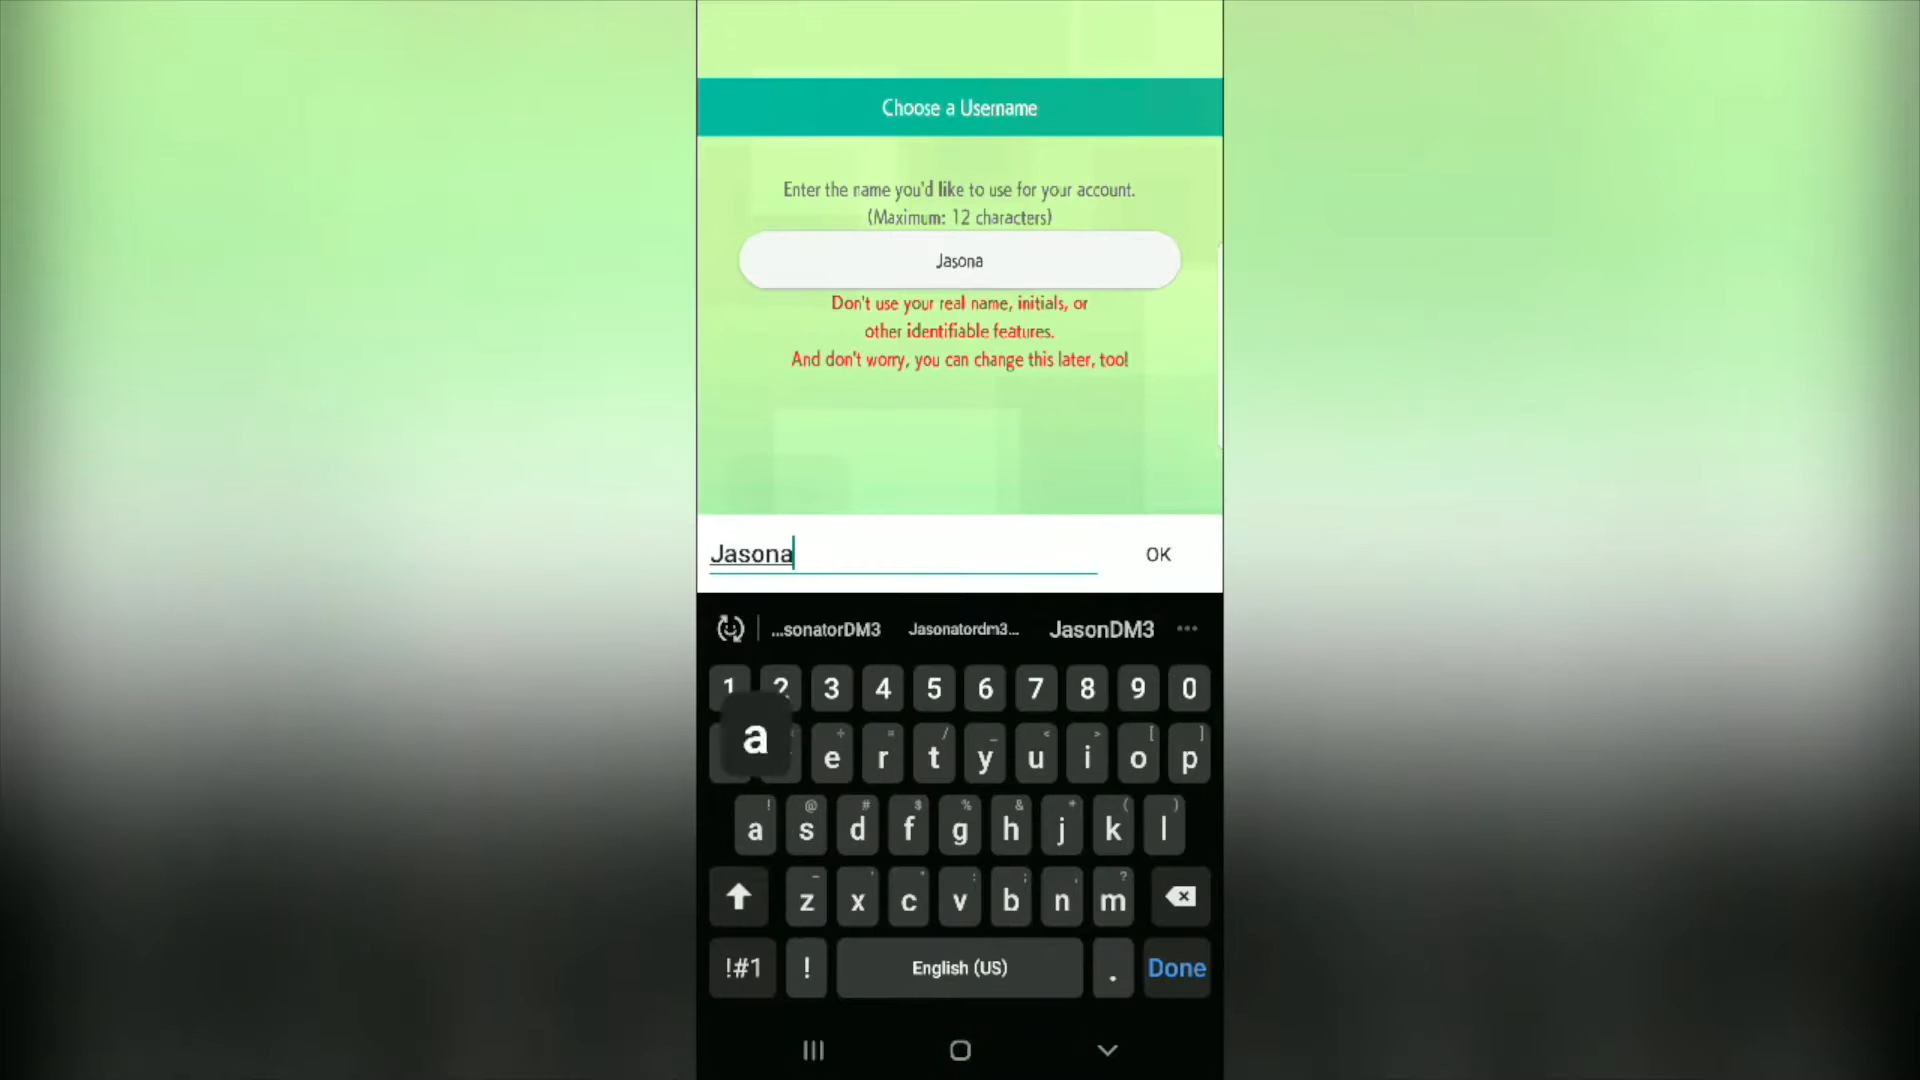 Choose a Username
Enter the name you'd like to use for your account.
(Maximum: 12 characters)
Jasona
Don't use your real name, initials, or
other identifiable features.
And don't worry, you can change this later, too!
Jasona OK
...sonatorDM3 Jasonatordm3... JasonDM3 •••
1 2 3 4 5 6 7 8 9 0
a
÷ = / _ < > [ ]
e r t y u i o p
! @ # $ % & * ( )
a s d f g h j k l
- ' " : ; , ?
z x c v b n m
!#1 ! English (US) . Done